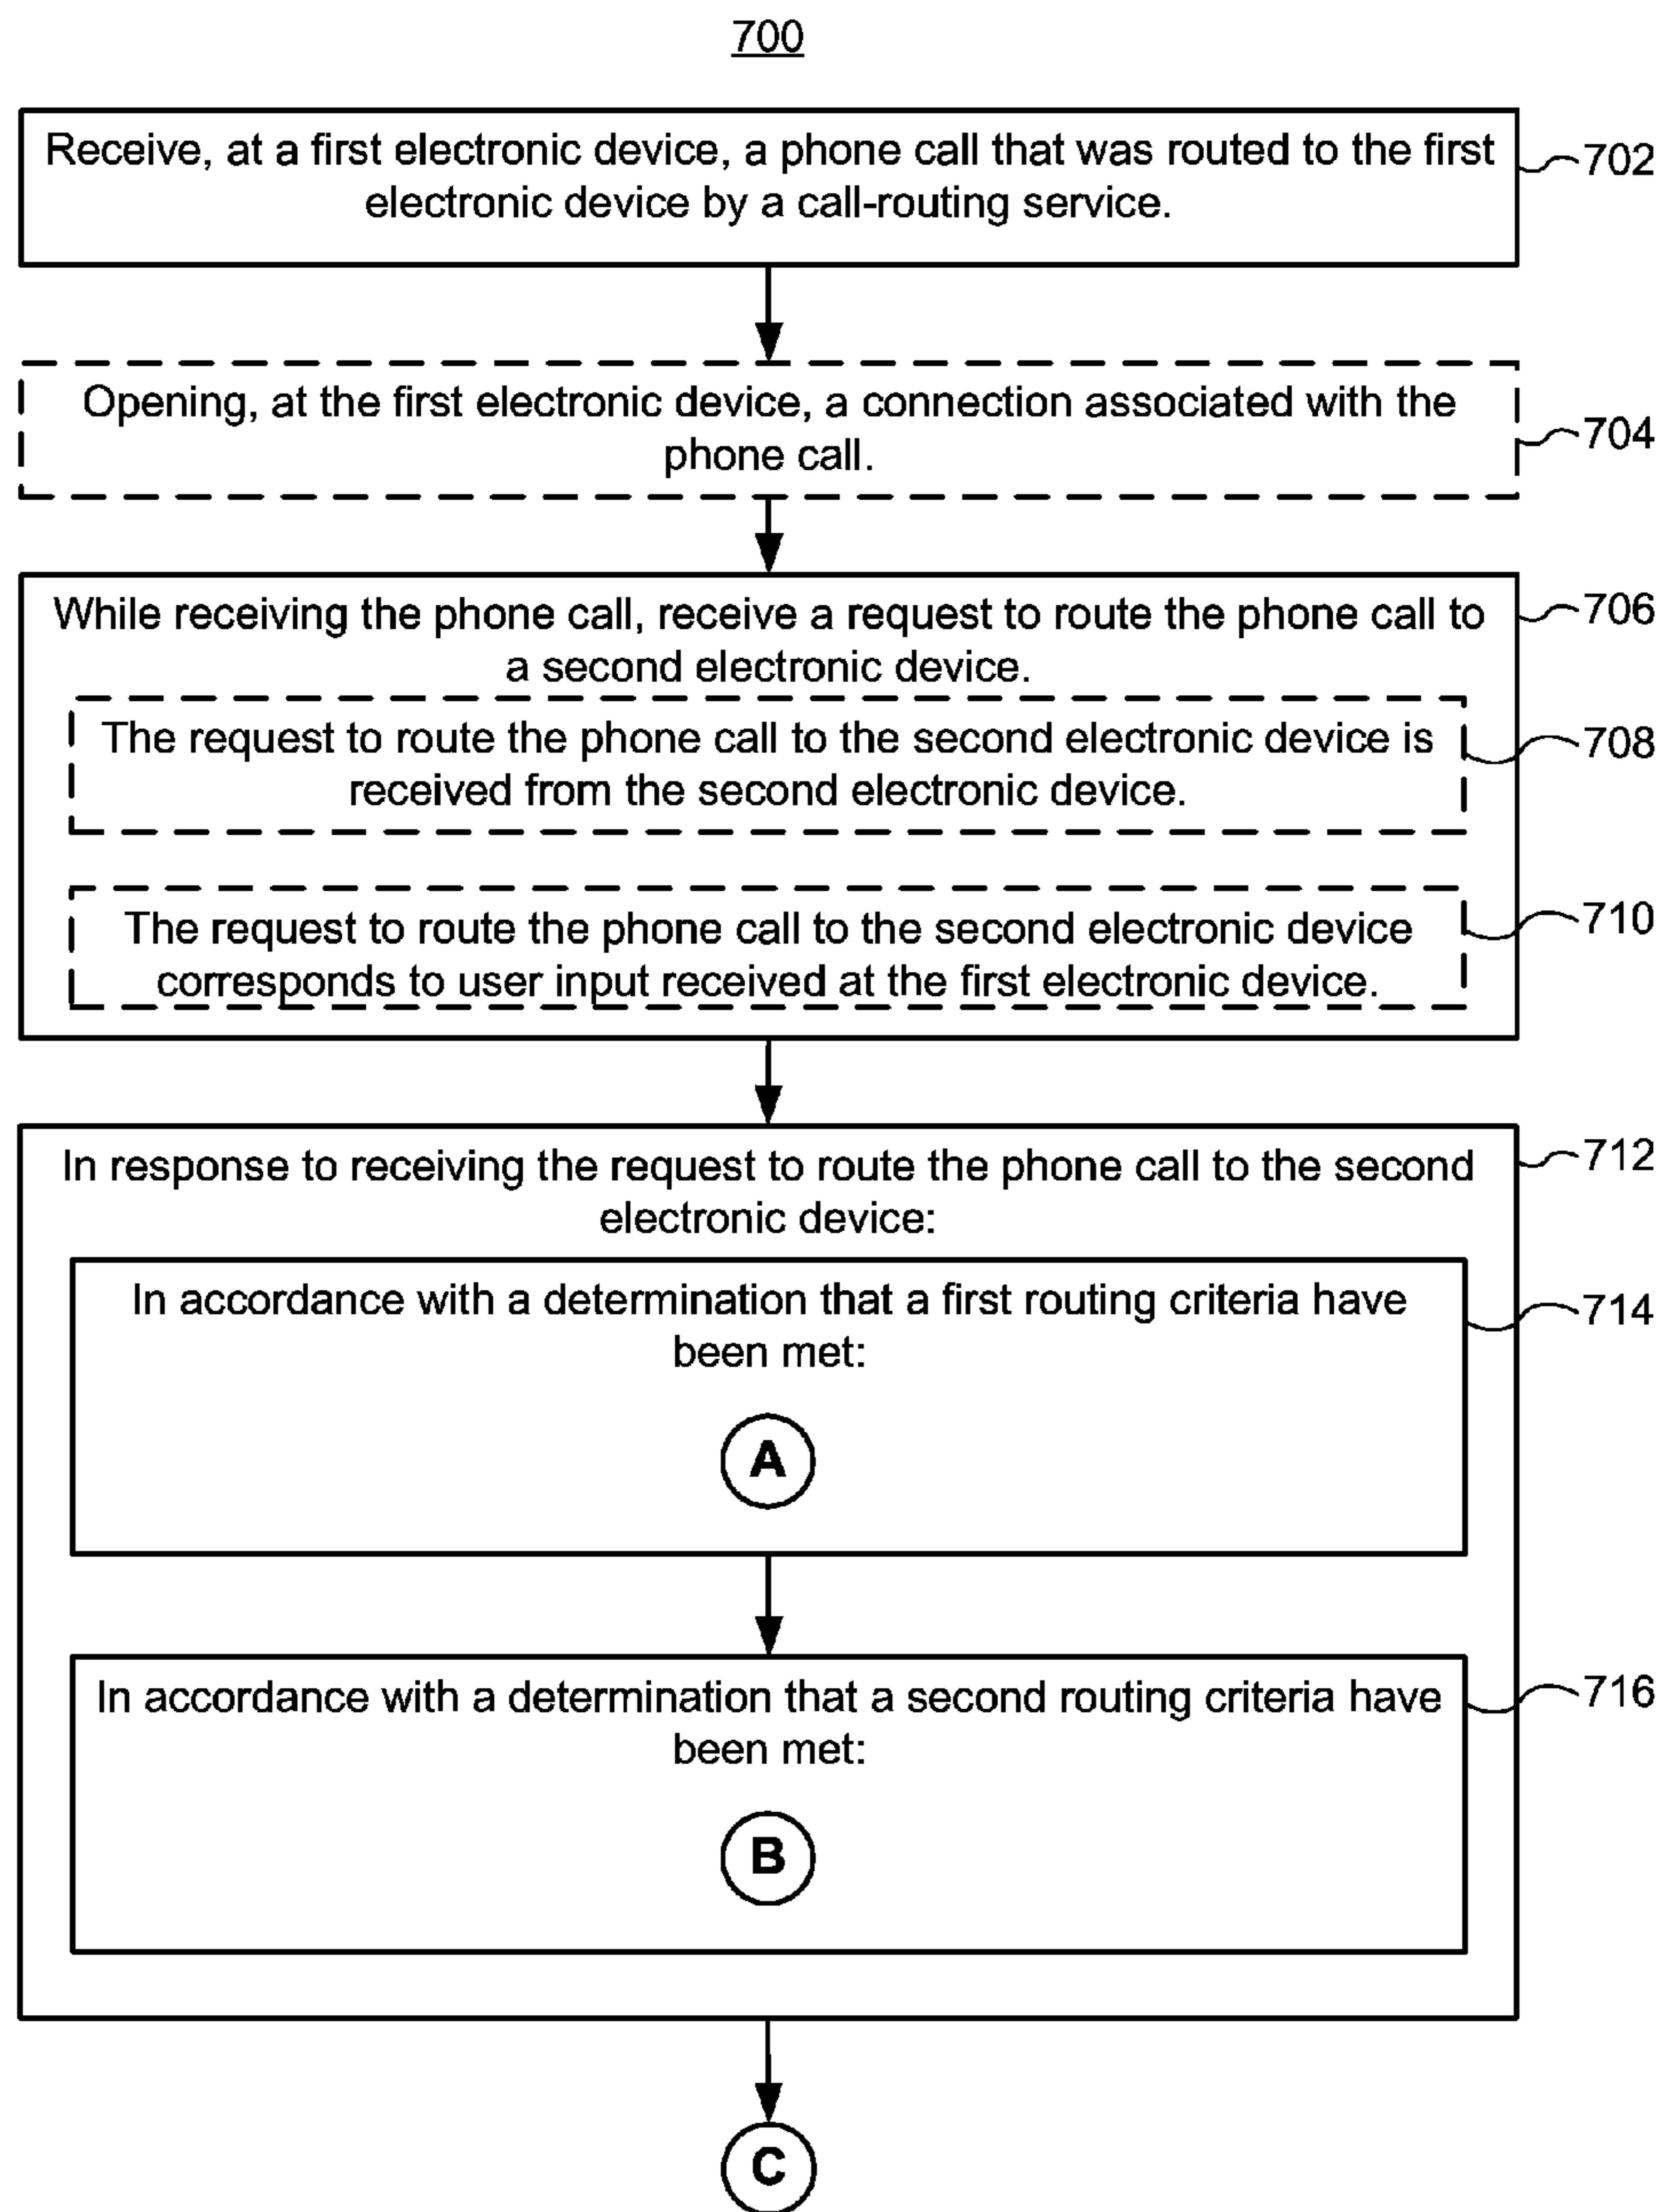 700
Receive, at a first electronic device, a phone call that was routed to the first
electronic device by a call-routing service.
702
Opening, at the first electronic device, a connection associated with the
phone call.
704
While receiving the phone call, receive a request to route the phone call to
a second electronic device.
706
The request to route the phone call to the second electronic device is
received from the second electronic device.
708
The request to route the phone call to the second electronic device
corresponds to user input received at the first electronic device.
710
In response to receiving the request to route the phone call to the second
electronic device:
712
In accordance with a determination that a first routing criteria have
been met:
714
A
In accordance with a determination that a second routing criteria have
been met:
716
B
C